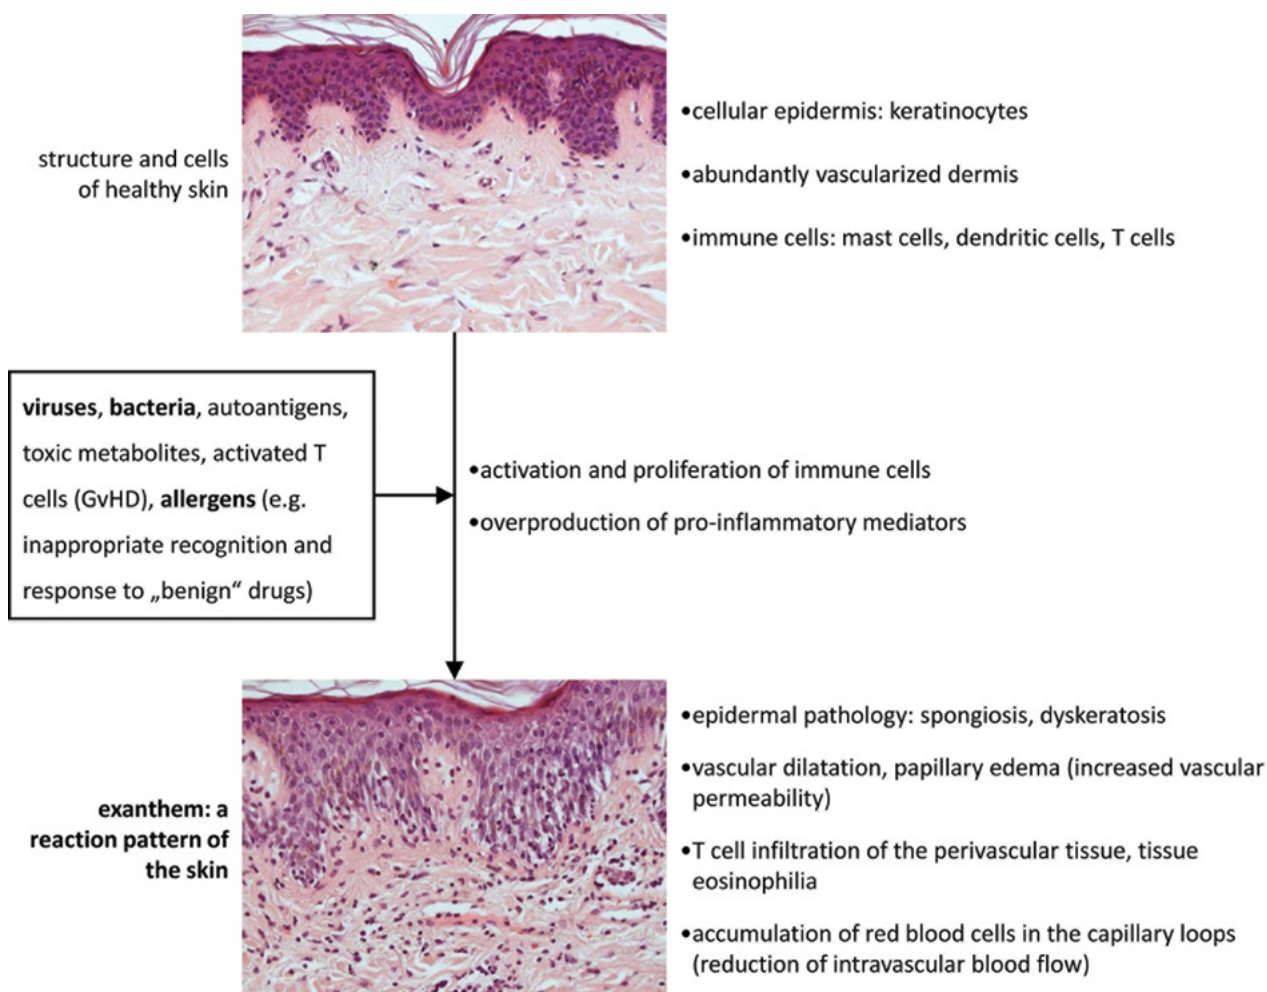 structure and cells
of healthy skin
•cellular epidermis: keratinocytes
•abundantly vascularized dermis
•immune cells: mast cells, dendritic cells, T cells
viruses, bacteria, autoantigens,
toxic metabolites, activated T
cells (GvHD), allergens (e.g.
inappropriate recognition and
response to „benign“ drugs)
•activation and proliferation of immune cells
•overproduction of pro-inflammatory mediators
exanthem: a
reaction pattern of
the skin
•epidermal pathology: spongiosis, dyskeratosis
•vascular dilatation, papillary edema (increased vascular
permeability)
•T cell infiltration of the perivascular tissue, tissue
eosinophilia
•accumulation of red blood cells in the capillary loops
(reduction of intravascular blood flow)